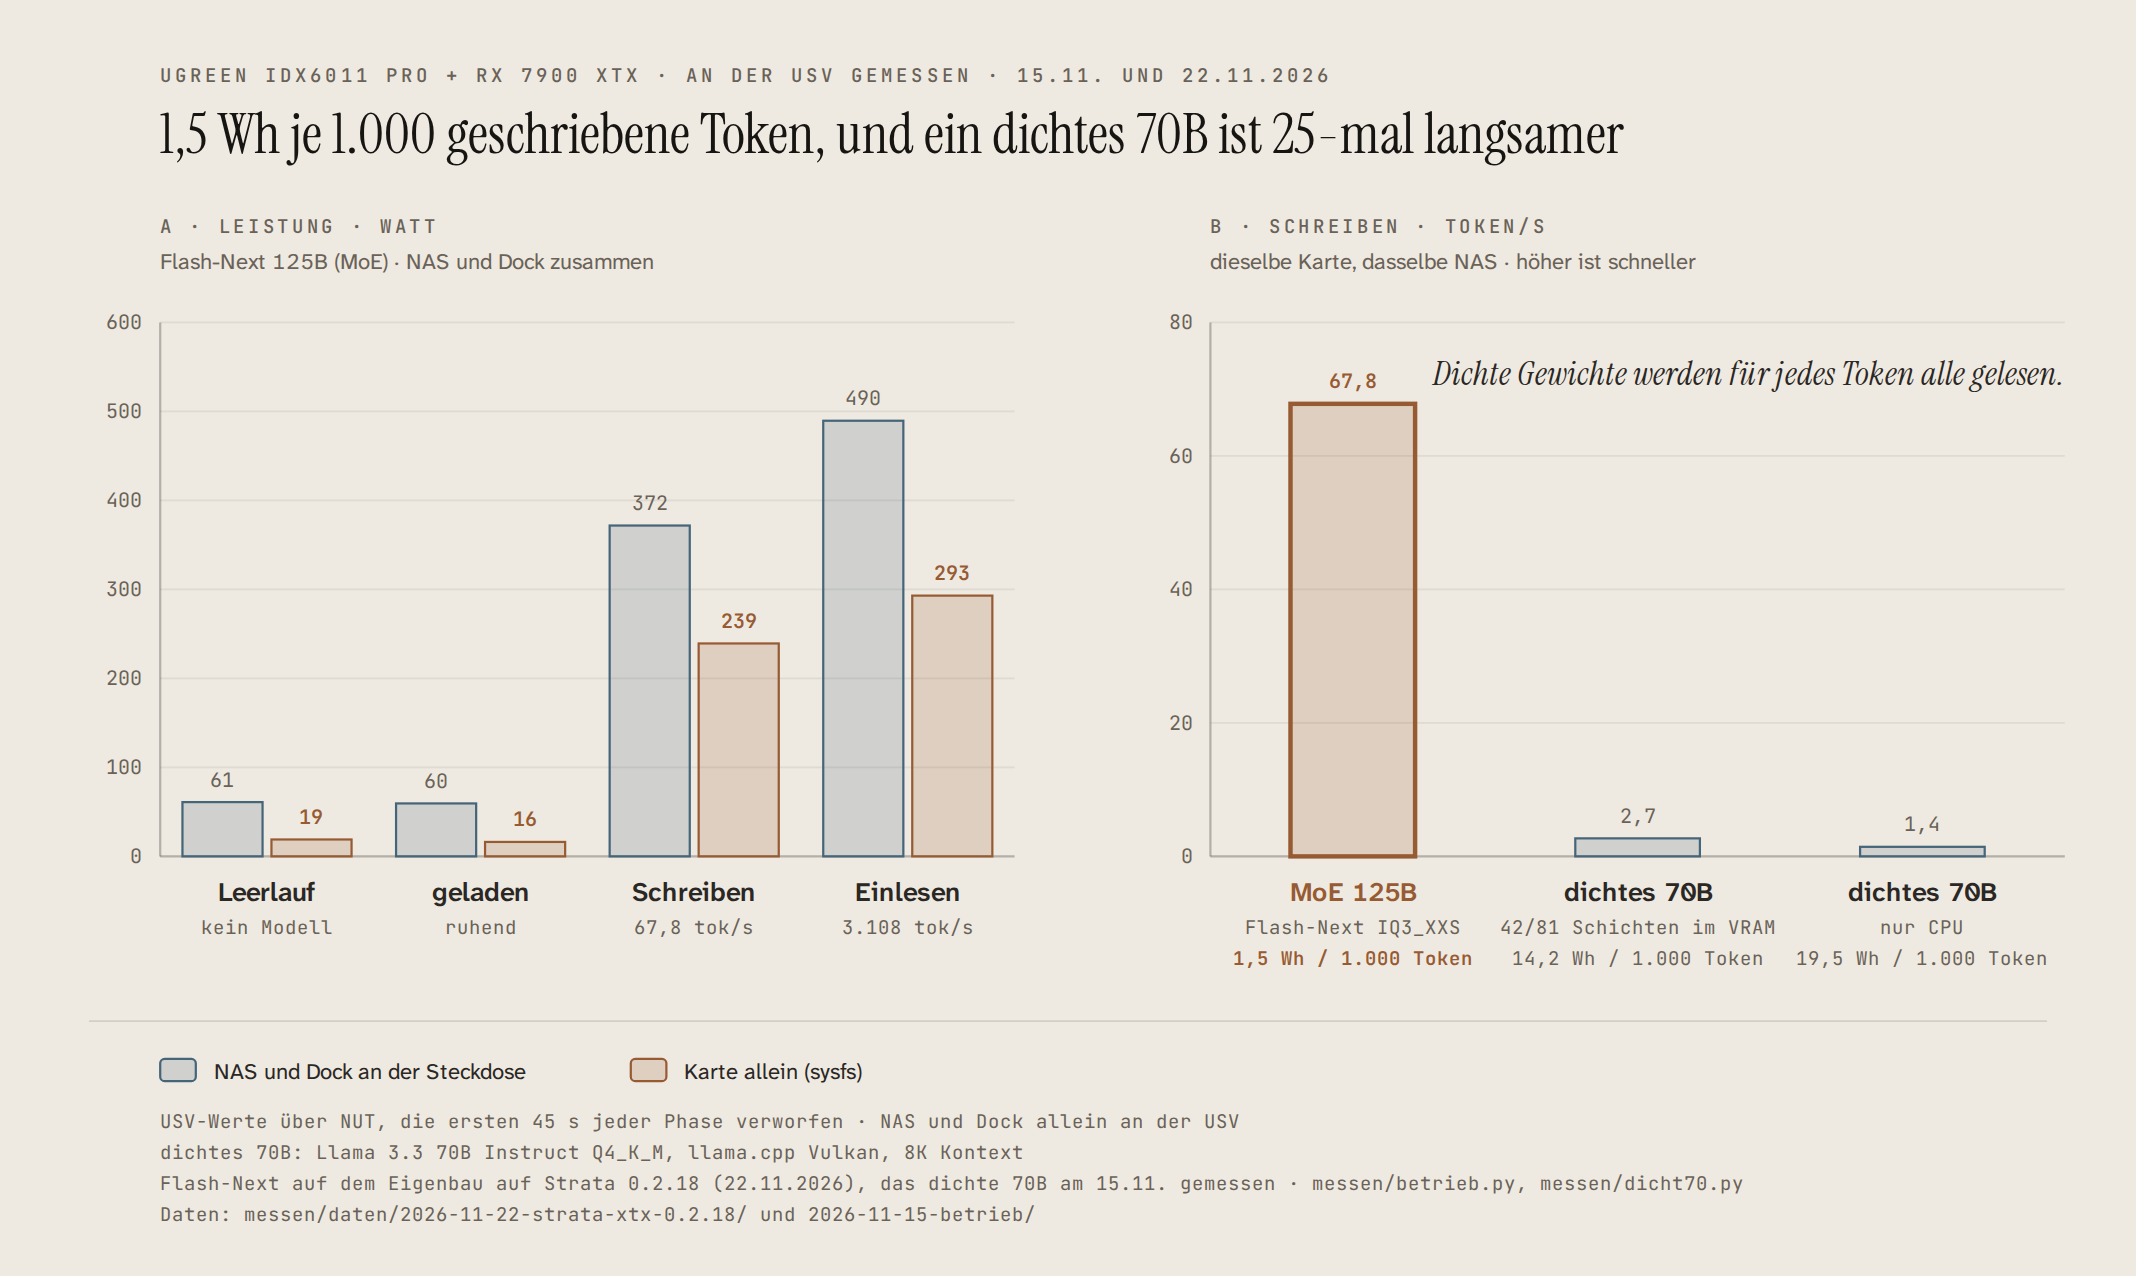 UGREEN IDX6011 PRO + RX 7900 XTX · AN DER USV GEMESSEN · 15.11. UND 22.11.2026
1,5 Wh je 1.000 geschriebene Token, und ein dichtes 70B ist 25-mal langsamer
A · LEISTUNG · WATT
Flash-Next 125B (MoE) · NAS und Dock zusammen
600
500
400
300
200
100
0
61
19
60
16
372
239
490
293
Leerlauf
kein Modell
geladen
ruhend
Schreiben
67,8 tok/s
Einlesen
3.108 tok/s
B · SCHREIBEN · TOKEN/S
dieselbe Karte, dasselbe NAS · höher ist schneller
80
60
40
20
0
67,8
Dichte Gewichte werden für jedes Token alle gelesen.
2,7
1,4
MoE 125B
Flash-Next IQ3_XXS
1,5 Wh / 1.000 Token
dichtes 70B
42/81 Schichten im VRAM
14,2 Wh / 1.000 Token
dichtes 70B
nur CPU
19,5 Wh / 1.000 Token
NAS und Dock an der Steckdose
Karte allein (sysfs)
USV-Werte über NUT, die ersten 45 s jeder Phase verworfen · NAS und Dock allein an der USV
dichtes 70B: Llama 3.3 70B Instruct Q4_K_M, llama.cpp Vulkan, 8K Kontext
Flash-Next auf dem Eigenbau auf Strata 0.2.18 (22.11.2026), das dichte 70B am 15.11. gemessen · messen/betrieb.py, messen/dicht70.py
Daten: messen/daten/2026-11-22-strata-xtx-0.2.18/ und 2026-11-15-betrieb/